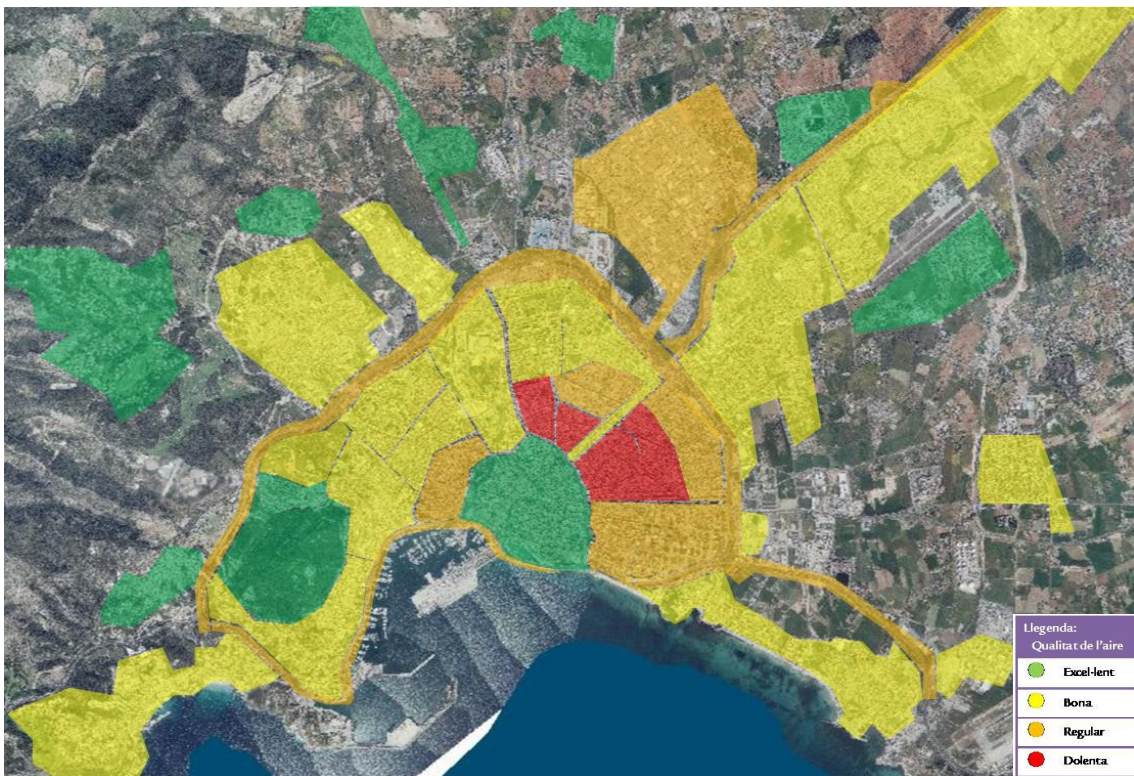 Llegenda:
Qualitat de l'aire
Excel·lent
Bona
Regular
Dolenta